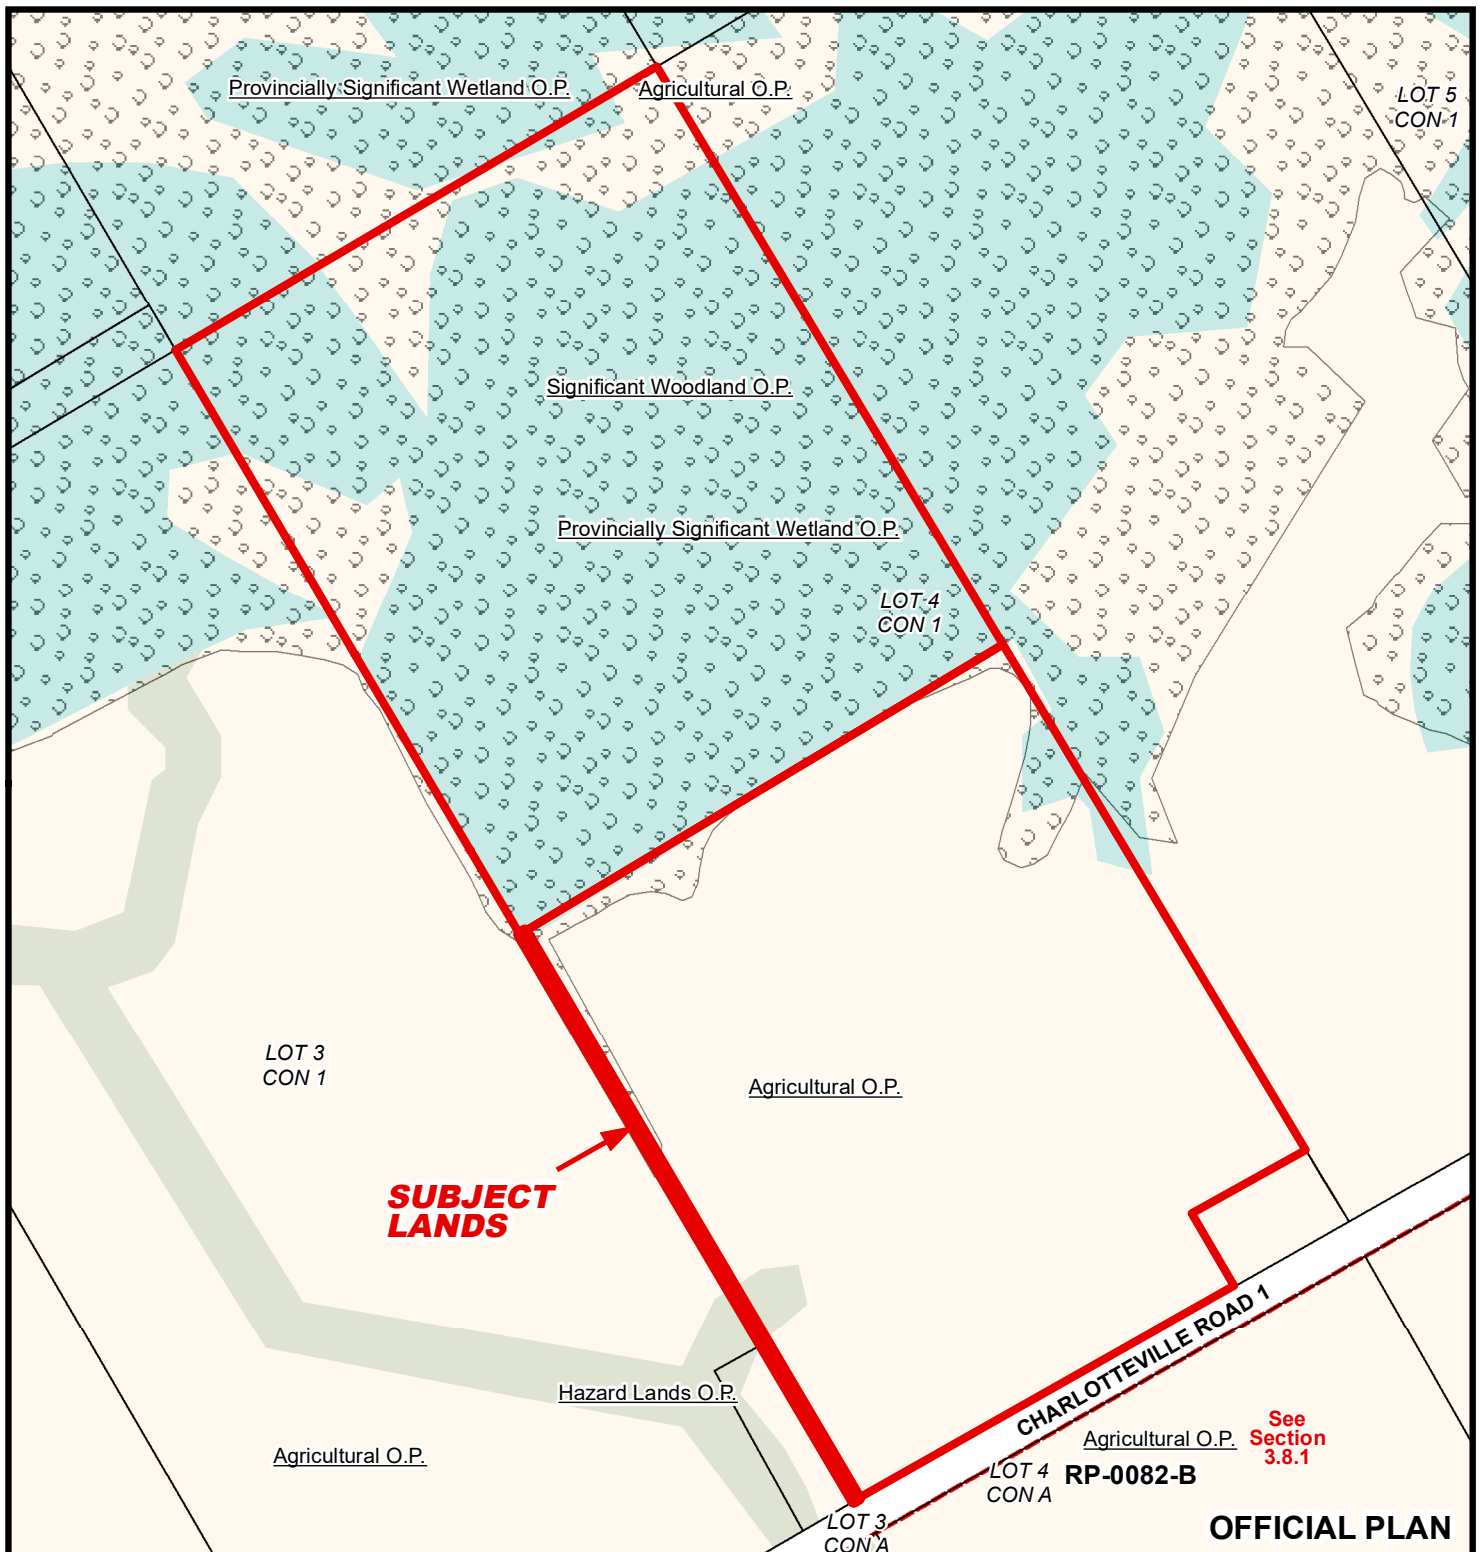 Provincially Significant Wetland O.P.
Agricultural O.P.
LOT 5
CON 1
Significant Woodland O.P.
Provincially Significant Wetland O.P.
LOT 4
CON 1
LOT 3
CON 1
Agricultural O.P.
SUBJECT
LANDS
CHARLOTTEVILLE ROAD 1
Hazard Lands O.P.
Agricultural O.P.
Agricultural O.P.
See
Section
3.8.1
LOT 4
CON A
RP-0082-B
LOT 3
CON A
OFFICIAL PLAN